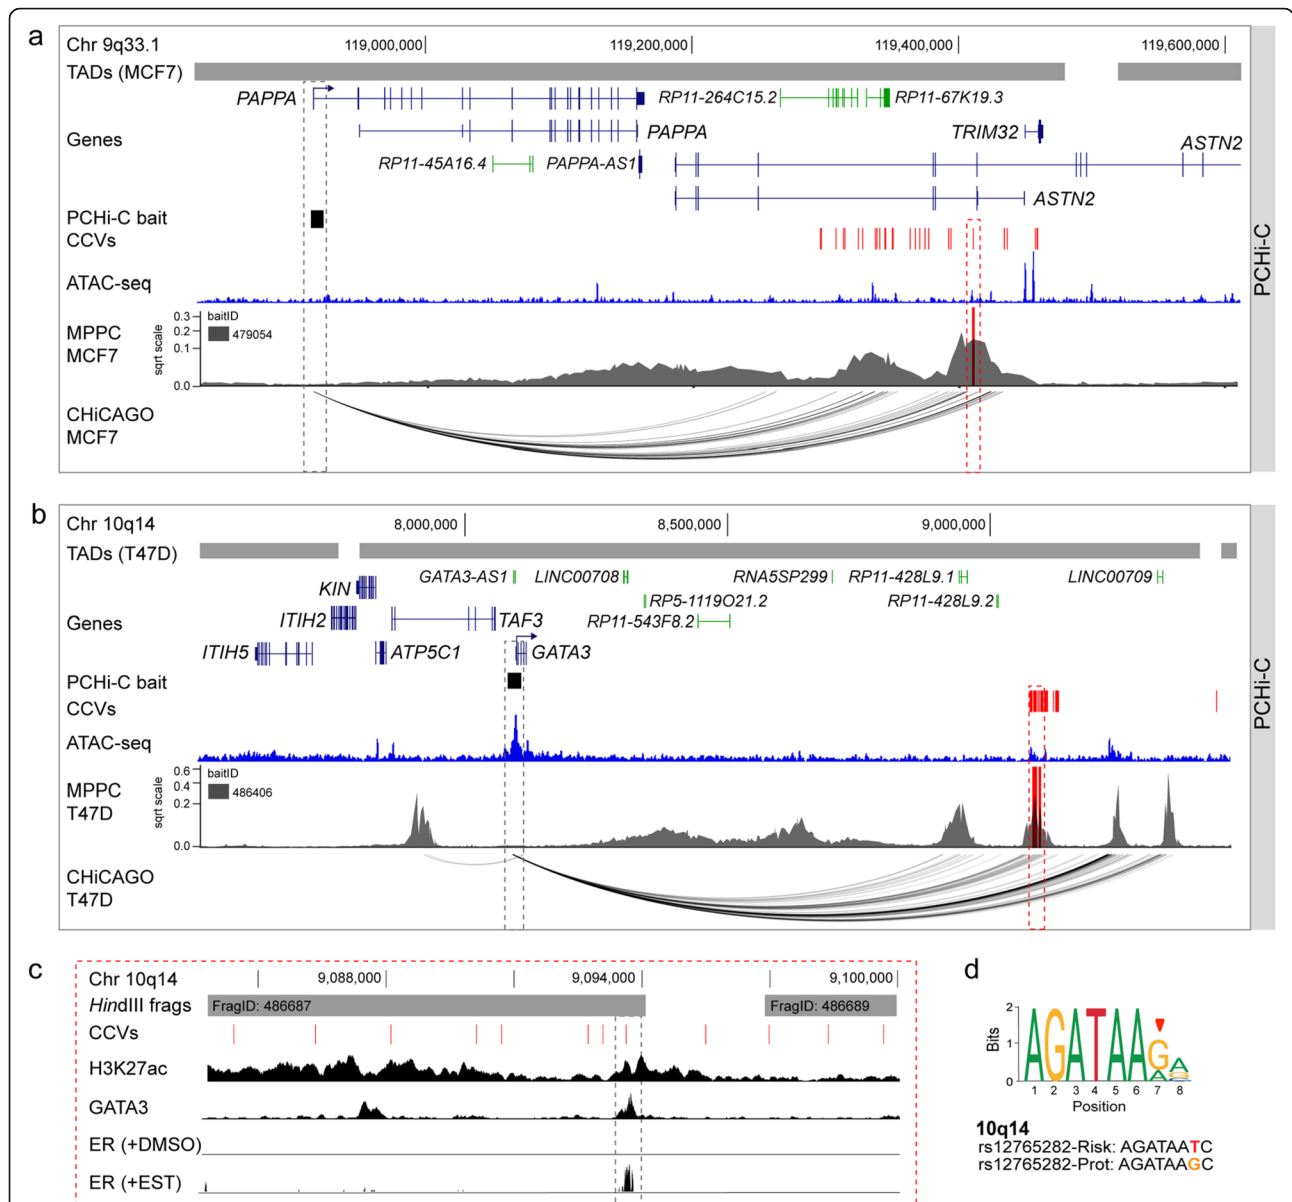 a
Chr 9q33.1 119,000,000 119,200,000 119,400,000 119,600,000
TADs (MCF7)
PAPPA RP11-264C15.2 RP11-67K19.3
Genes PAPPA TRIM32 ASTN2
RP11-45A16.4 PAPPA-AS1
ASTN2
PCHi-C bait
CCVs
ATAC-seq
MPPC
MCF7
sqrt scale
0.3
0.2
0.1
0.0
baitID
479054
CHiCAGO
MCF7
PCHi-C
b
Chr 10q14 8,000,000 8,500,000 9,000,000
TADs (T47D)
GATA3-AS1 LINC00708 RNA5SP299 RP11-428L9.1 LINC00709
KIN RP5-1119O21.2 RP11-428L9.2
Genes ITIH2 TAF3 RP11-543F8.2
ITIH5 ATP5C1 GATA3
PCHi-C bait
CCVs
ATAC-seq
MPPC
T47D
sqrt scale
0.6
0.4
0.2
0.0
baitID
486406
CHiCAGO
T47D
PCHi-C
c
Chr 10q14 9,088,000 9,094,000 9,100,000
HindIII frags FragID: 486687 FragID: 486689
CCVs
H3K27ac
GATA3
ER (+DMSO)
ER (+EST)
d
Bits
2
1
0
AGATAAGA
A
1 2 3 4 5 6 7 8
Position
10q14
rs12765282-Risk: AGATAATC
rs12765282-Prot: AGATAAGC